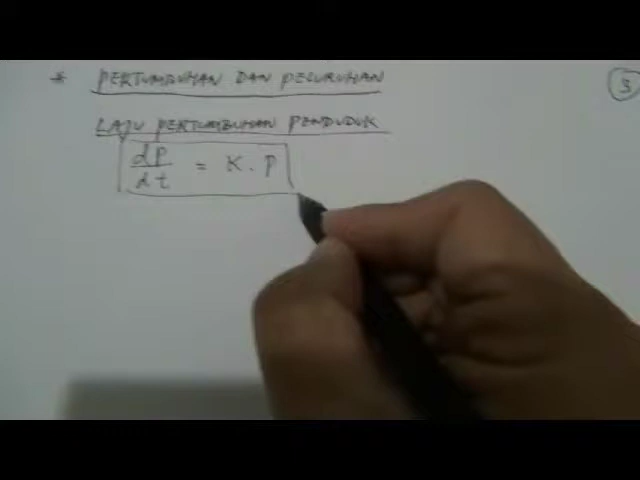 * PERTUMBUHAN DAN PELURUHAN
3
LAJU PERTUMBUHAN PENDUDUK
dP/dt = K . P